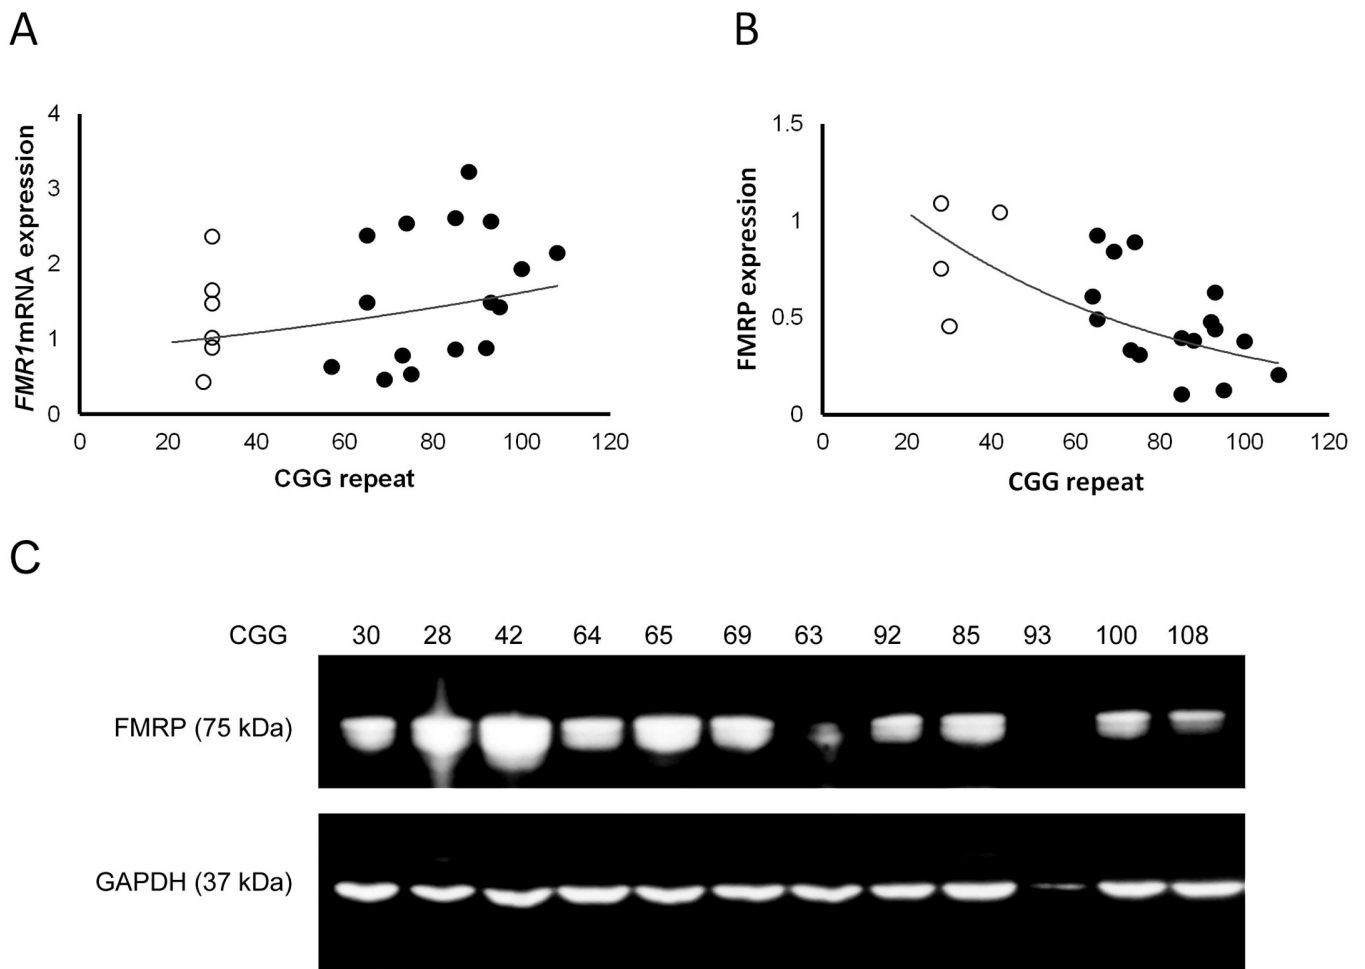 A
B
FMR1mRNA expression
4
3
2
1
0
0 20 40 60 80 100 120
CGG repeat
FMRP expression
1.5
1
0.5
0
0 20 40 60 80 100 120
CGG repeat
C
CGG 30 28 42 64 65 69 63 92 85 93 100 108
FMRP (75 kDa)
GAPDH (37 kDa)